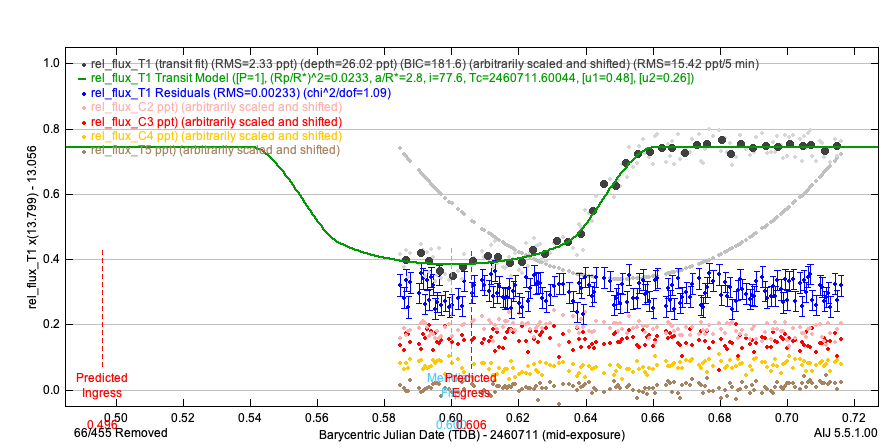 rel_flux_T1 (transit fit) (RMS=2.33 ppt) (depth=26.02 ppt) (BIC=181.6) (arbitrarily scaled and shifted) (RMS=15.42 ppt/5 min)
rel_flux_T1 Transit Model ([P=1], (Rp/R*)^2=0.0233, a/R*=2.8, i=77.6, Tc=2460711.60044, [u1=0.48], [u2=0.26])
rel_flux_T1 Residuals (RMS=0.00233) (chi^2/dof=1.09)
rel_flux_C2 ppt) (arbitrarily scaled and shifted)
rel_flux_C3 ppt) (arbitrarily scaled and shifted)
rel_flux_C4 ppt) (arbitrarily scaled and shifted)
rel_flux_T5 ppt) (arbitrarily scaled and shifted)
1.0
0.8
0.6
0.4
0.2
0.0
rel_flux_T1 x(13.799) - 13.056
Predicted
Ingress
Predicted
Egress
0.496
0.606
0.50
0.52
0.54
0.56
0.58
0.60
0.62
0.64
0.66
0.68
0.70
0.72
66/455 Removed
Barycentric Julian Date (TDB) - 2460711 (mid-exposure)
AIJ 5.5.1.00